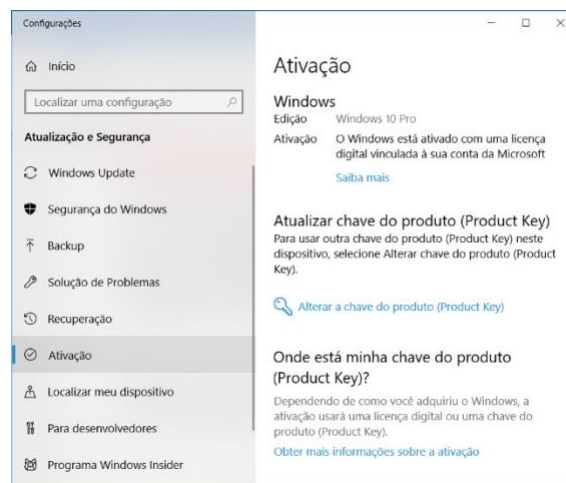 Configurações
Início
Localizar uma configuração
Atualização e Segurança
Windows Update
Segurança do Windows
Backup
Solução de Problemas
Recuperação
Ativação
Localizar meu dispositivo
Para desenvolvedores
Programa Windows Insider
Ativação
Windows
Edição Windows 10 Pro
Ativação O Windows está ativado com uma licença
digital vinculada à sua conta da Microsoft
Saiba mais
Atualizar chave do produto (Product Key)
Para usar outra chave do produto (Product Key) neste
dispositivo, selecione Alterar chave do produto (Product
Key).
Alterar a chave do produto (Product Key)
Onde está minha chave do produto
(Product Key)?
Dependendo de como você adquiriu o Windows, a
ativação usará uma licença digital ou uma chave do
produto (Product Key).
Obter mais informações sobre a ativação